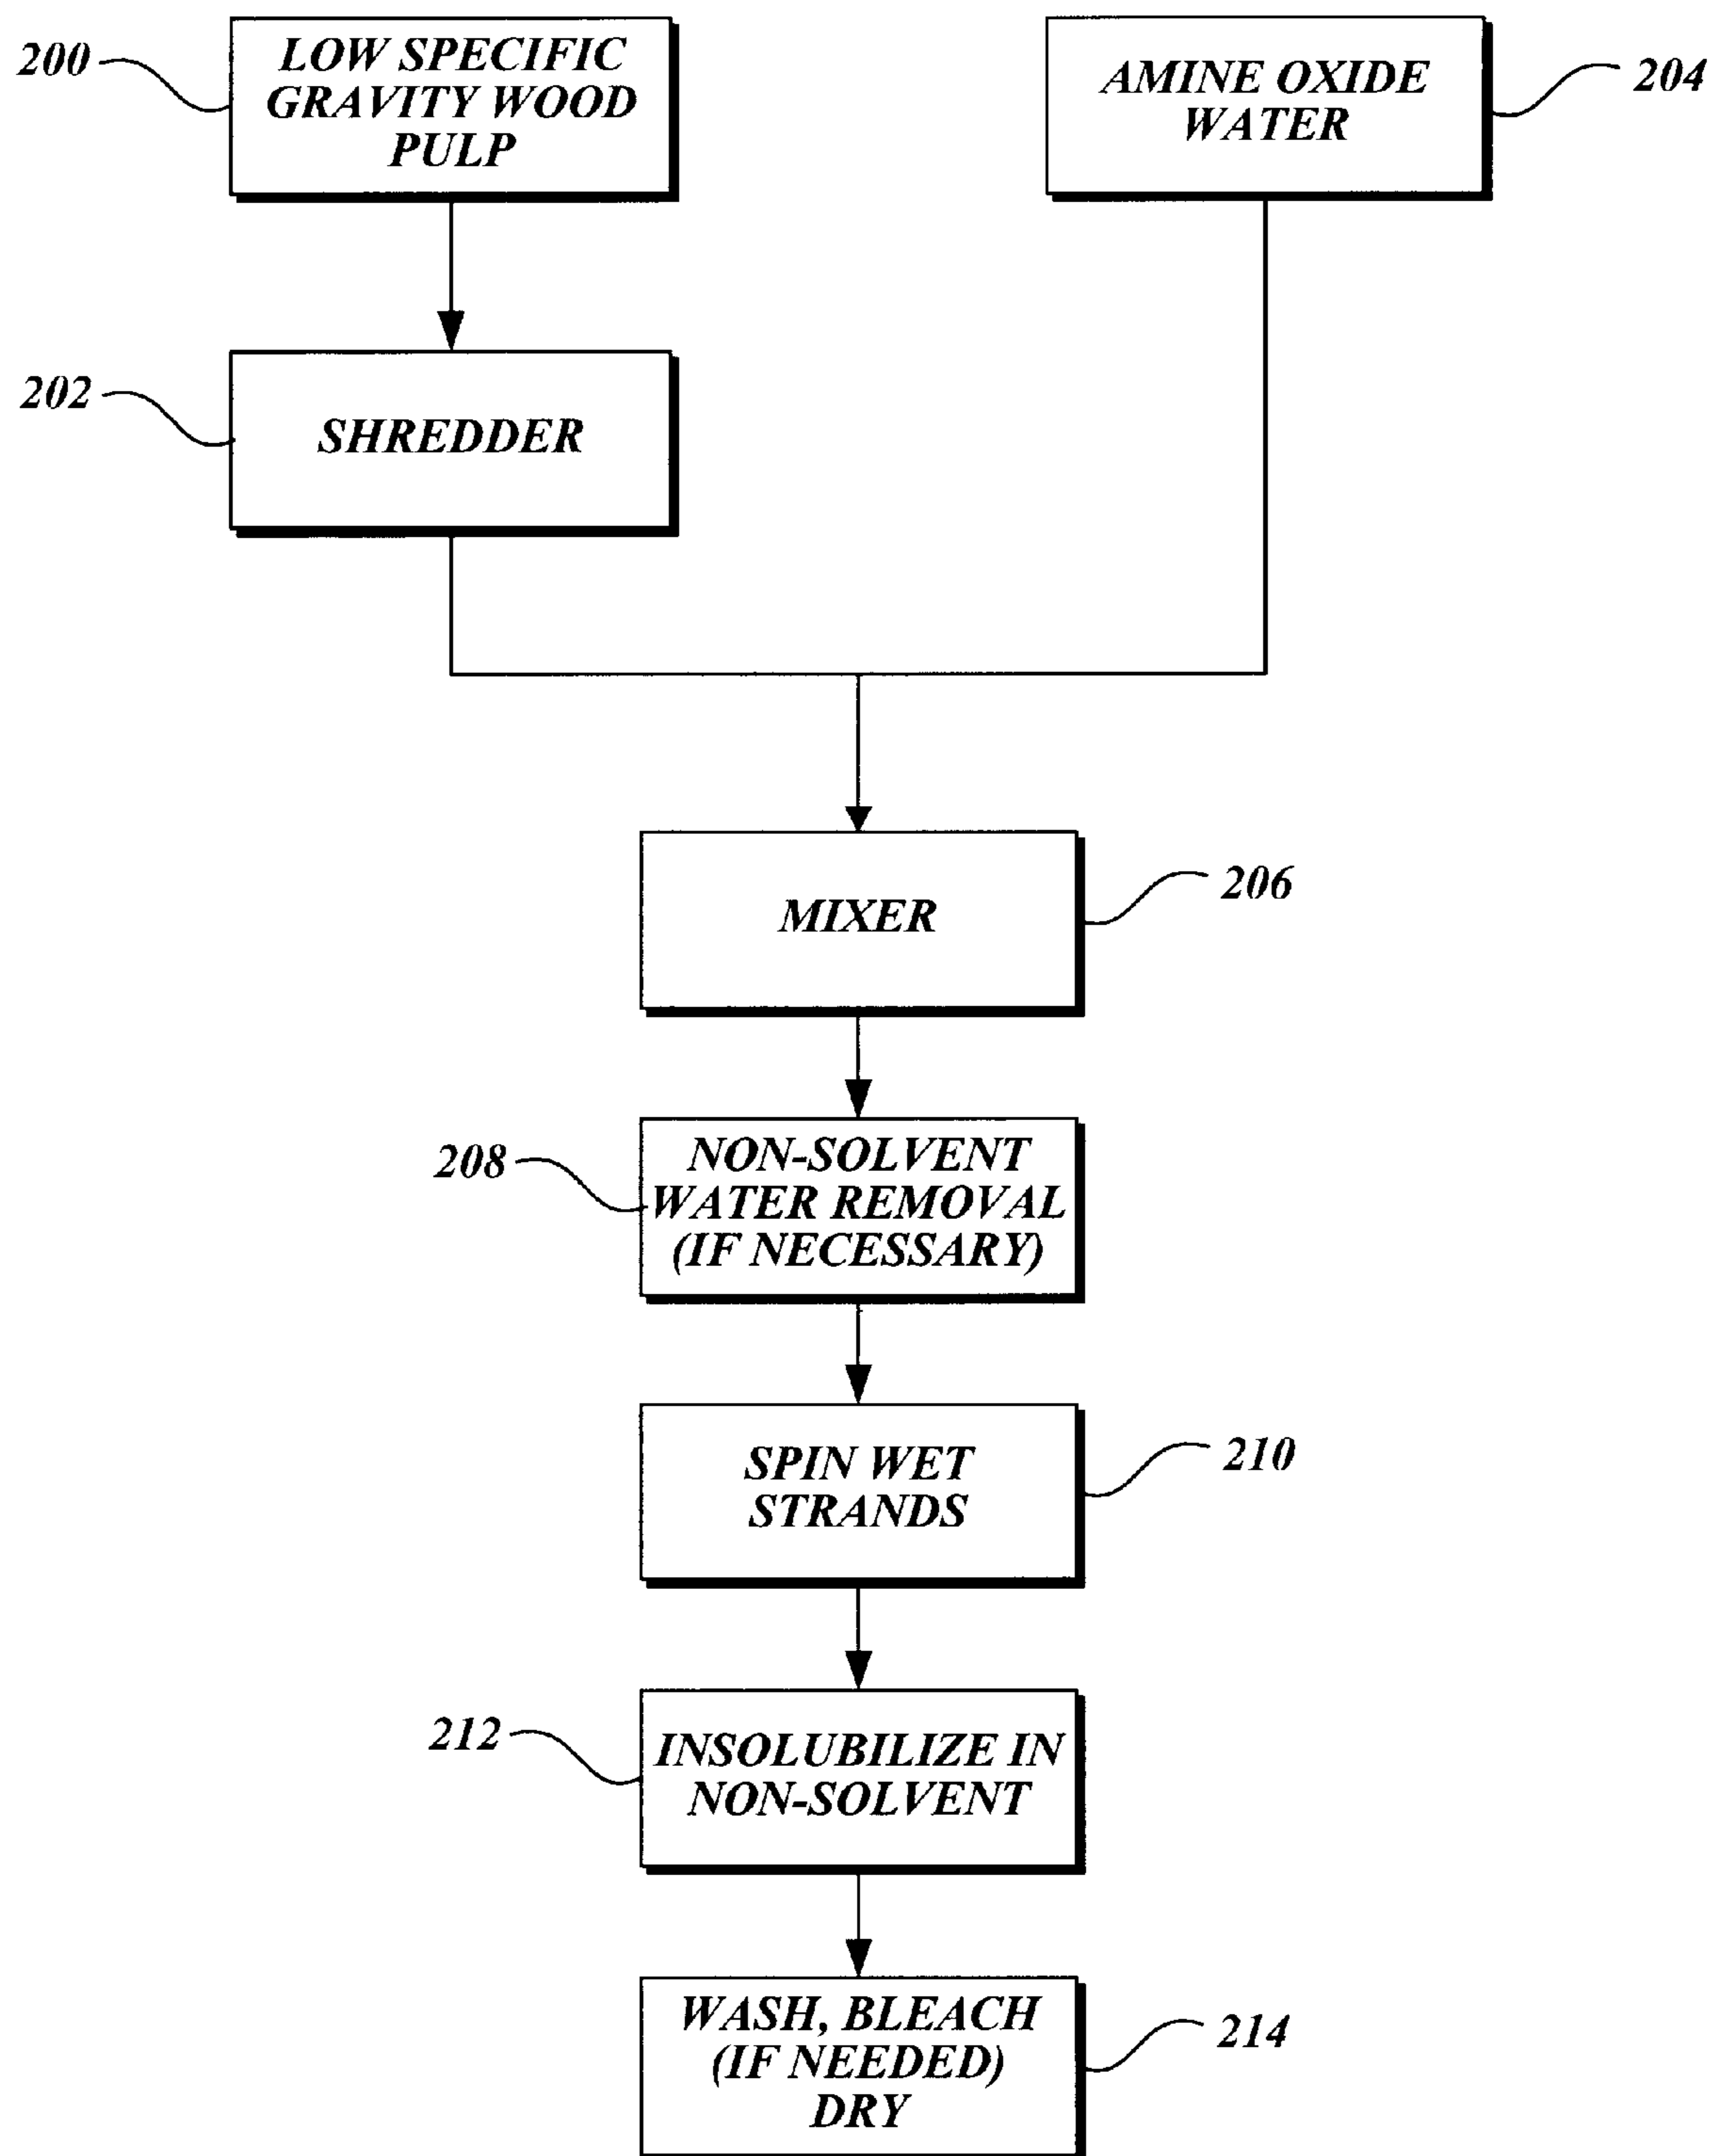 200
LOW SPECIFIC
GRAVITY WOOD
PULP
AMINE OXIDE
WATER
204
202
SHREDDER
MIXER
206
208
NON-SOLVENT
WATER REMOVAL
(IF NECESSARY)
SPIN WET
STRANDS
210
212
INSOLUBILIZE IN
NON-SOLVENT
WASH, BLEACH
(IF NEEDED)
DRY
214